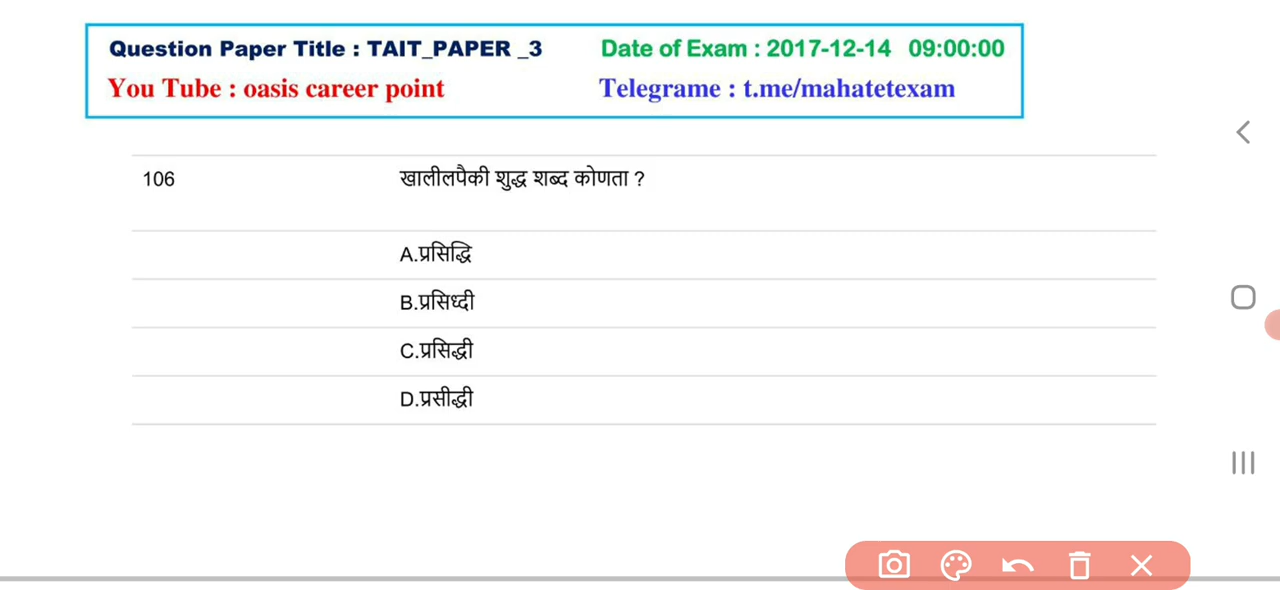 Question Paper Title : TAIT_PAPER _3 Date of Exam : 2017-12-14 09:00:00
You Tube : oasis career point Telegrame : t.me/mahatetexam
106 खालीलपैकी शुद्ध शब्द कोणता ?
A.प्रसिद्धि
B.प्रसिध्दी
C.प्रसिद्धी
D.प्रसीद्धी